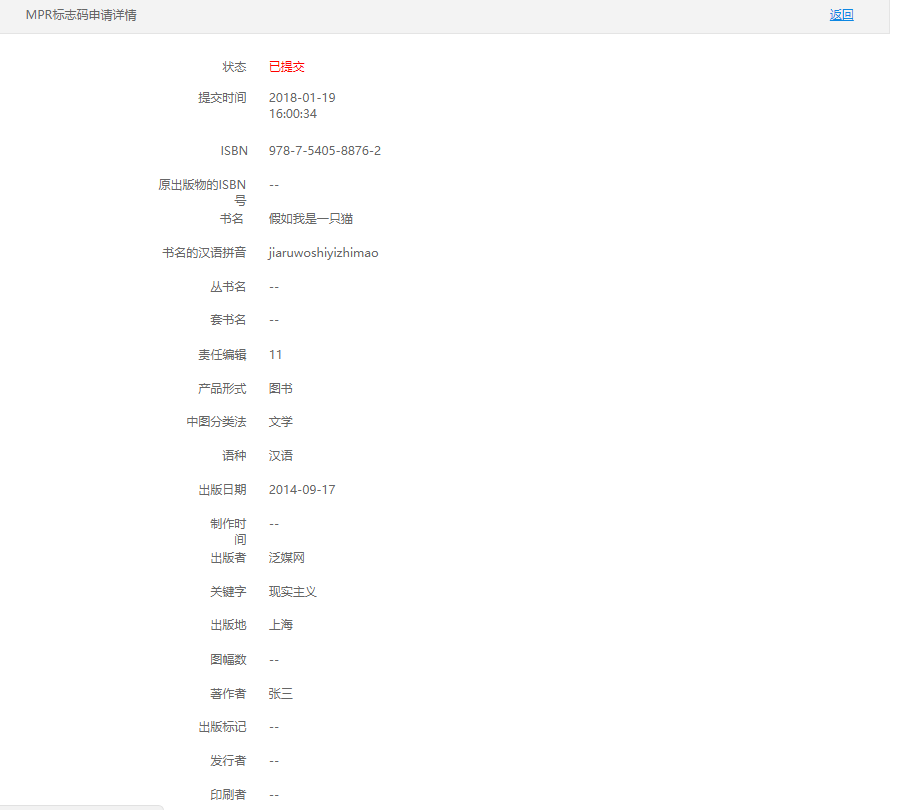 MPR标志码申请详情 返回
状态 已提交
提交时间 2018-01-19
16:00:34
ISBN 978-7-5405-8876-2
原出版物的ISBN --
号
书名 假如我是一只猫
书名的汉语拼音 jiaruwoshiyizhimao
丛书名 --
套书名 --
责任编辑 11
产品形式 图书
中图分类法 文学
语种 汉语
出版日期 2014-09-17
制作时 --
间
出版者 泛媒网
关键字 现实主义
出版地 上海
图幅数 --
著作者 张三
出版标记 --
发行者 --
印刷者 --